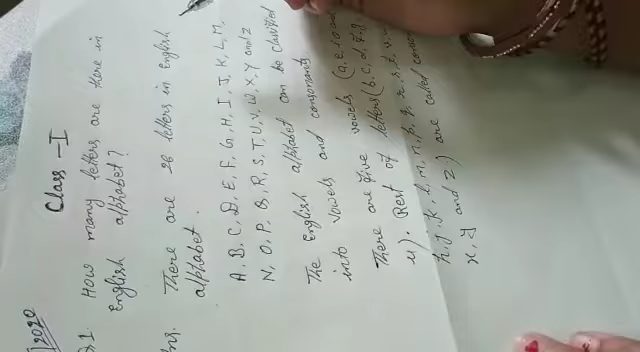 2020
Class - I
Q.1. How many letters are there in
English alphabet?
Ans. There are 26 letters in English
alphabet.
A, B, C, D, E, F, G, H, I, J, K, L, M,
N, O, P, Q, R, S, T, U, V, W, X, Y and Z
The English alphabet can be classified
into vowels and consonants
There are five vowels (a, e, i, o and
u). Rest of letters (b, c, d, f, g
h, j, k, l, m, n, p, q, r, s, t, v, w
x, y and z) are called